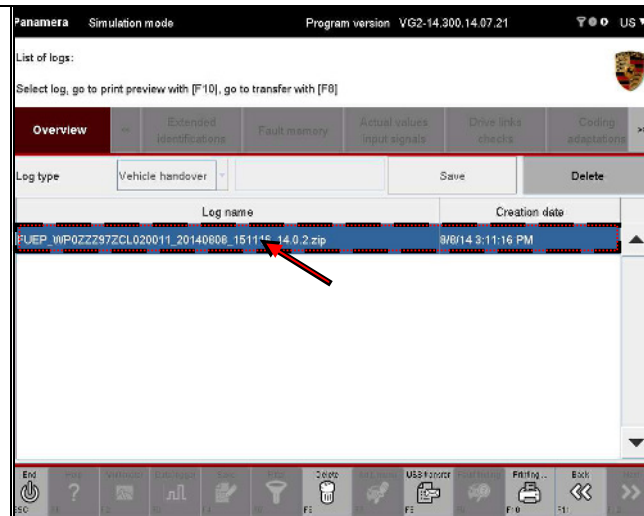 Panamera Simulation mode Program version VG2-14.300.14.07.21 US
List of logs:
Select log, go to print preview with [F10], go to transfer with [F8]
Overview Extended identifications Fault memory Actual values input signals Drive links checks Coding adaptations
Log type Vehicle handover Save Delete
Log name Creation date
FUEP_WP0ZZZ97ZCL020011_20140808_151116_14.0.2.zip 8/8/14 3:11:16 PM
End Delete USB transfer Printing... Back
ESC F8 F10 F11